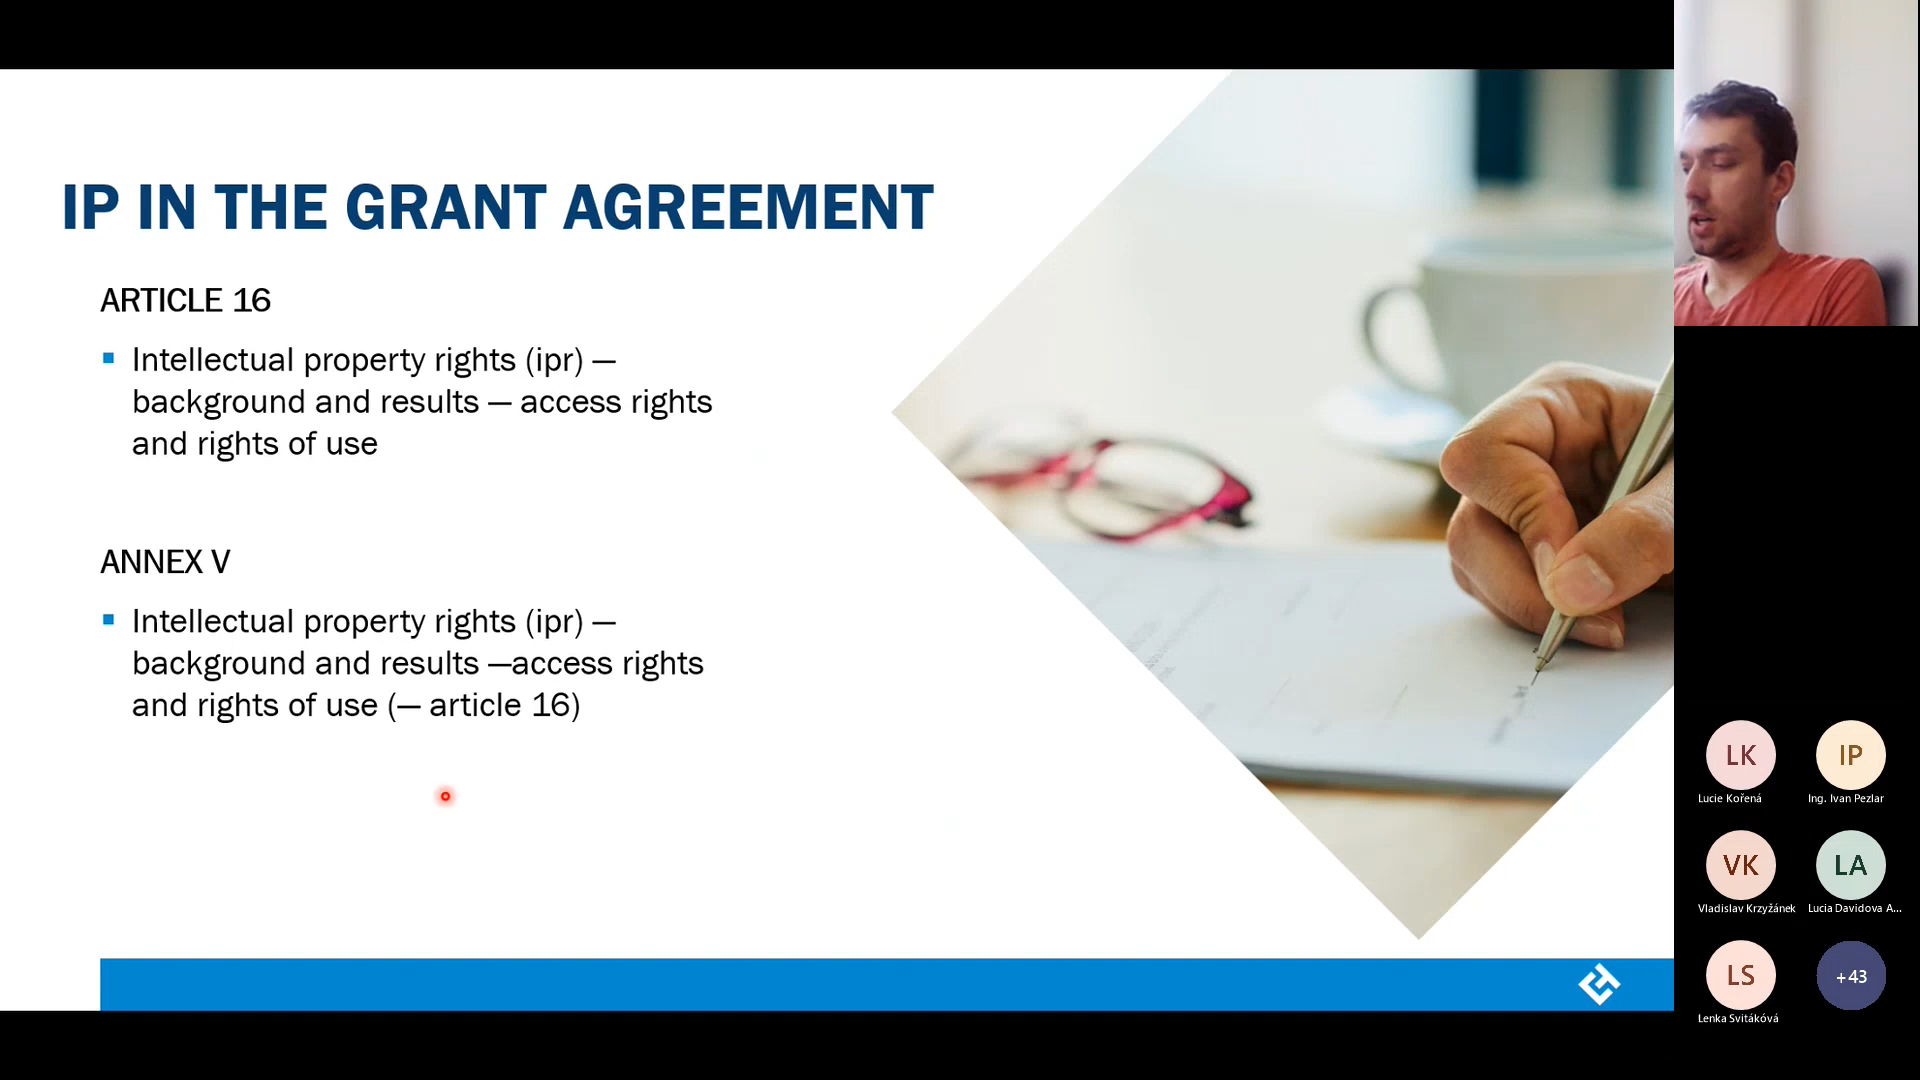 IP IN THE GRANT AGREEMENT
ARTICLE 16
Intellectual property rights (ipr) —
background and results — access rights
and rights of use
ANNEX V
Intellectual property rights (ipr) —
background and results —access rights
and rights of use (— article 16)
LK
IP
Lucie Kořená
Ing. Ivan Pezlar
VK
LA
Vladislav Krzyžánek
Lucia Davidova A...
LS
+43
Lenka Svitáková